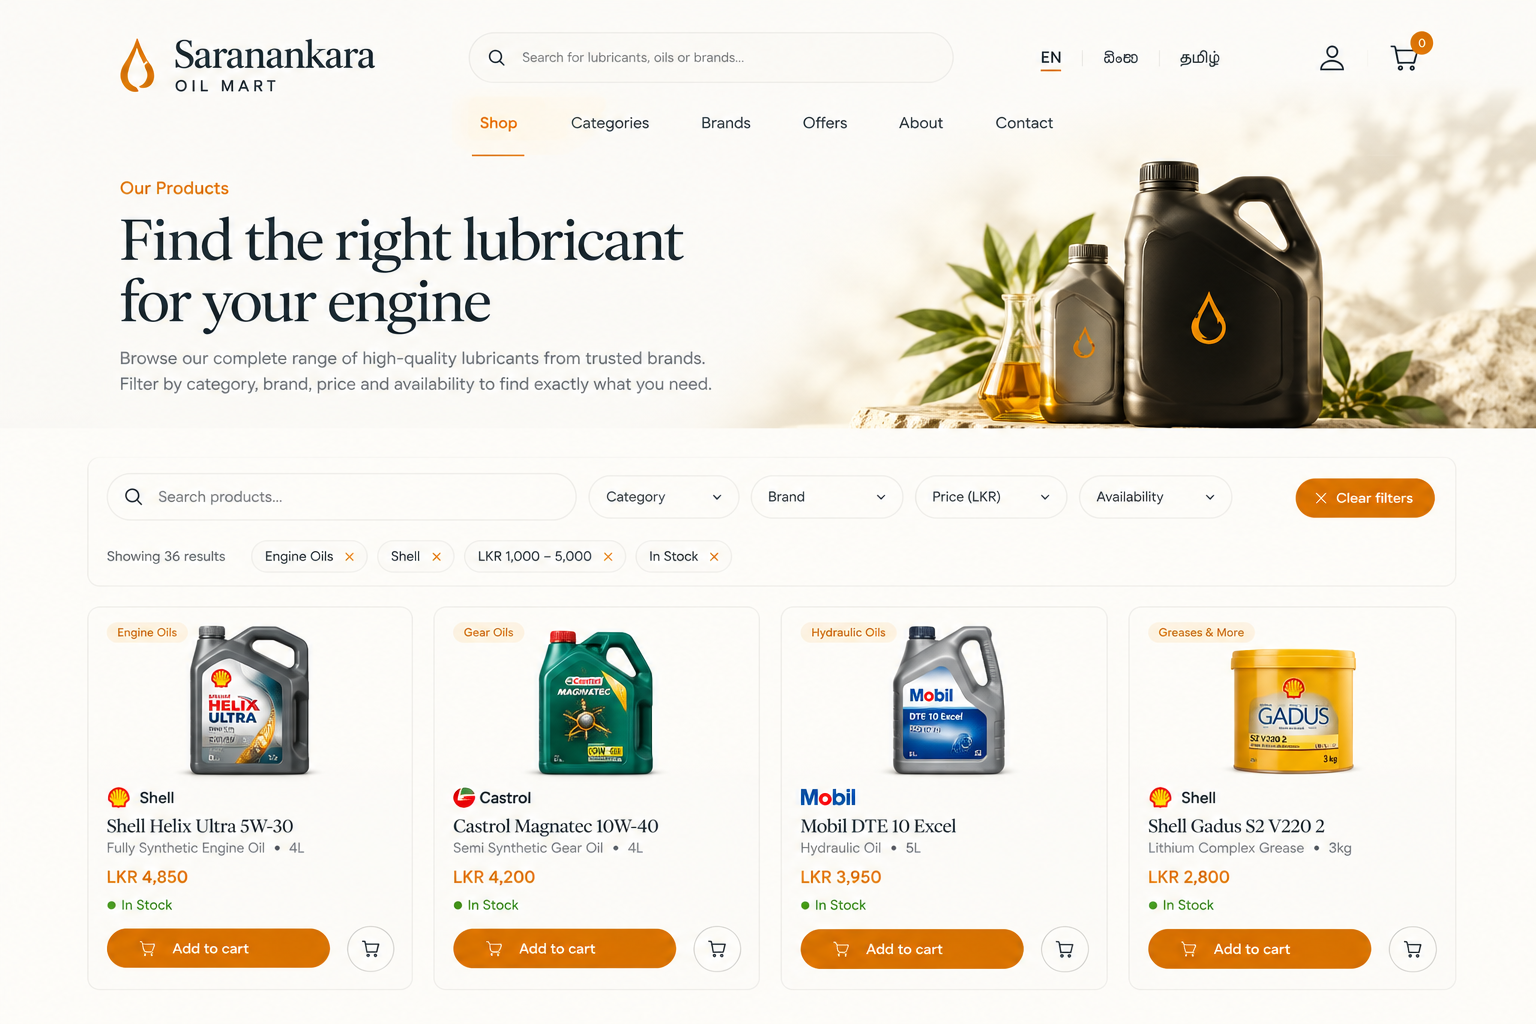 Saranankara
OIL MART
Search for lubricants, oils or brands...
EN
தமிழ்
0
Shop Categories Brands Offers About Contact
Our Products
Find the right lubricant
for your engine
Browse our complete range of high-quality lubricants from trusted brands.
Filter by category, brand, price and availability to find exactly what you need.
Search products...
Category
Brand
Price (LKR)
Availability
Clear filters
Showing 36 results
Engine Oils
Shell
LKR 1,000 – 5,000
In Stock
Engine Oils
HELIX
ULTRA
Shell
Shell Helix Ultra 5W-30
Fully Synthetic Engine Oil • 4L
LKR 4,850
In Stock
Add to cart
Gear Oils
MAGNATEC
Castrol
Castrol Magnatec 10W-40
Semi Synthetic Gear Oil • 4L
LKR 4,200
In Stock
Add to cart
Hydraulic Oils
Mobil
DTE 10 Excel
Mobil
Mobil DTE 10 Excel
Hydraulic Oil • 5L
LKR 3,950
In Stock
Add to cart
Greases & More
GADUS
3 kg
Shell
Shell Gadus S2 V220 2
Lithium Complex Grease • 3kg
LKR 2,800
In Stock
Add to cart